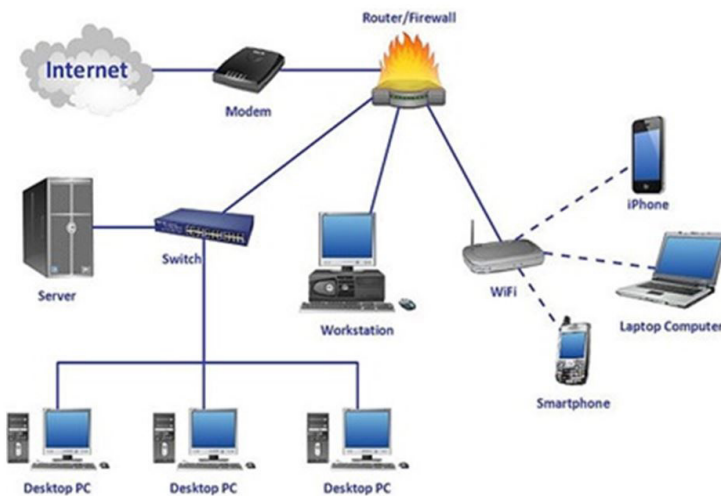 Router/Firewall
Internet
Modem
iPhone
Switch
Server
WiFi
Laptop Computer
Workstation
Smartphone
Desktop PC
Desktop PC
Desktop PC